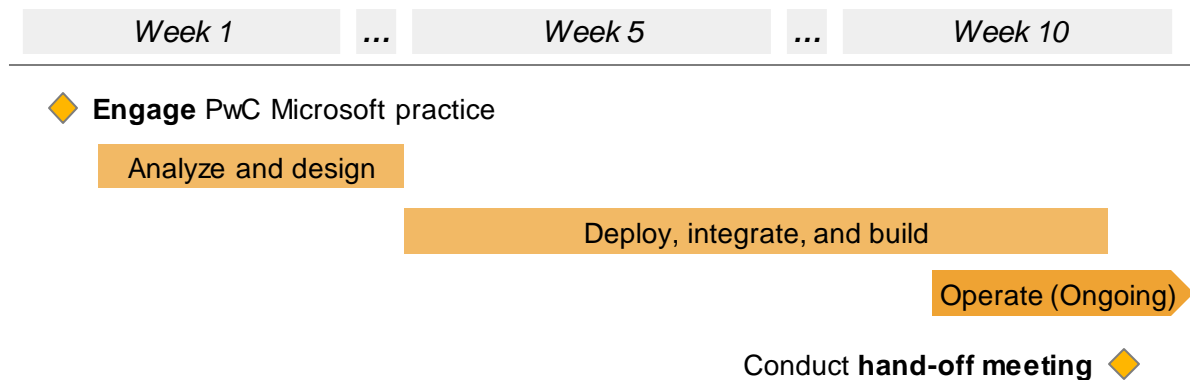 Week 1 ... Week 5 ... Week 10
Engage PwC Microsoft practice
Analyze and design
Deploy, integrate, and build
Operate (Ongoing)
Conduct hand-off meeting